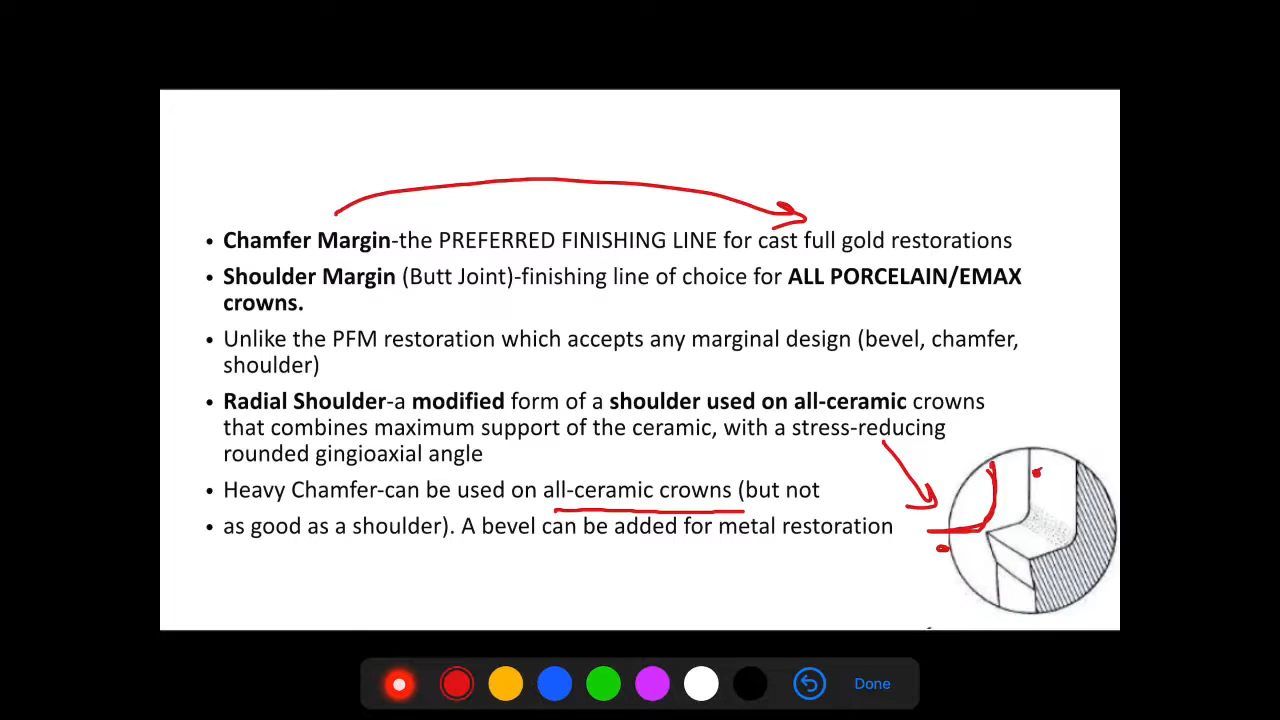 • Chamfer Margin-the PREFERRED FINISHING LINE for cast full gold restorations
• Shoulder Margin (Butt Joint)-finishing line of choice for ALL PORCELAIN/EMAX
crowns.
• Unlike the PFM restoration which accepts any marginal design (bevel, chamfer,
shoulder)
• Radial Shoulder-a modified form of a shoulder used on all-ceramic crowns
that combines maximum support of the ceramic, with a stress-reducing
rounded gingioaxial angle
• Heavy Chamfer-can be used on all-ceramic crowns (but not
• as good as a shoulder). A bevel can be added for metal restoration
Done